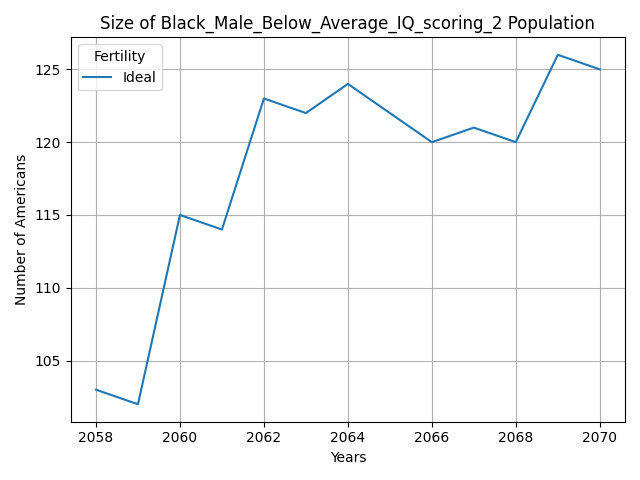 Size of Black_Male_Below_Average_IQ_scoring_2 Population
Fertility
Ideal
125
120
115
110
105
Number of Americans
2058 2060 2062 2064 2066 2068 2070
Years